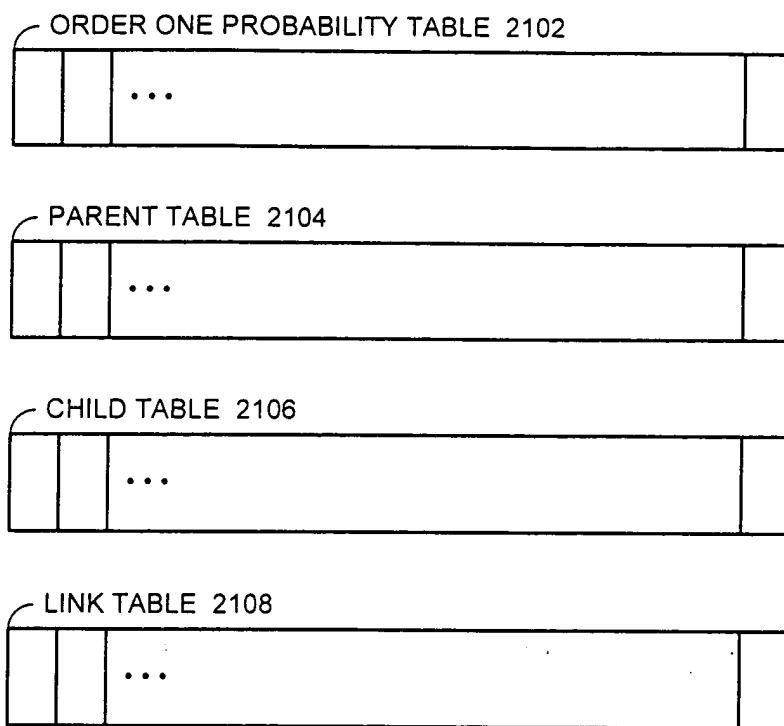 ORDER ONE PROBABILITY TABLE 2102
...
PARENT TABLE 2104
...
CHILD TABLE 2106
...
LINK TABLE 2108
...